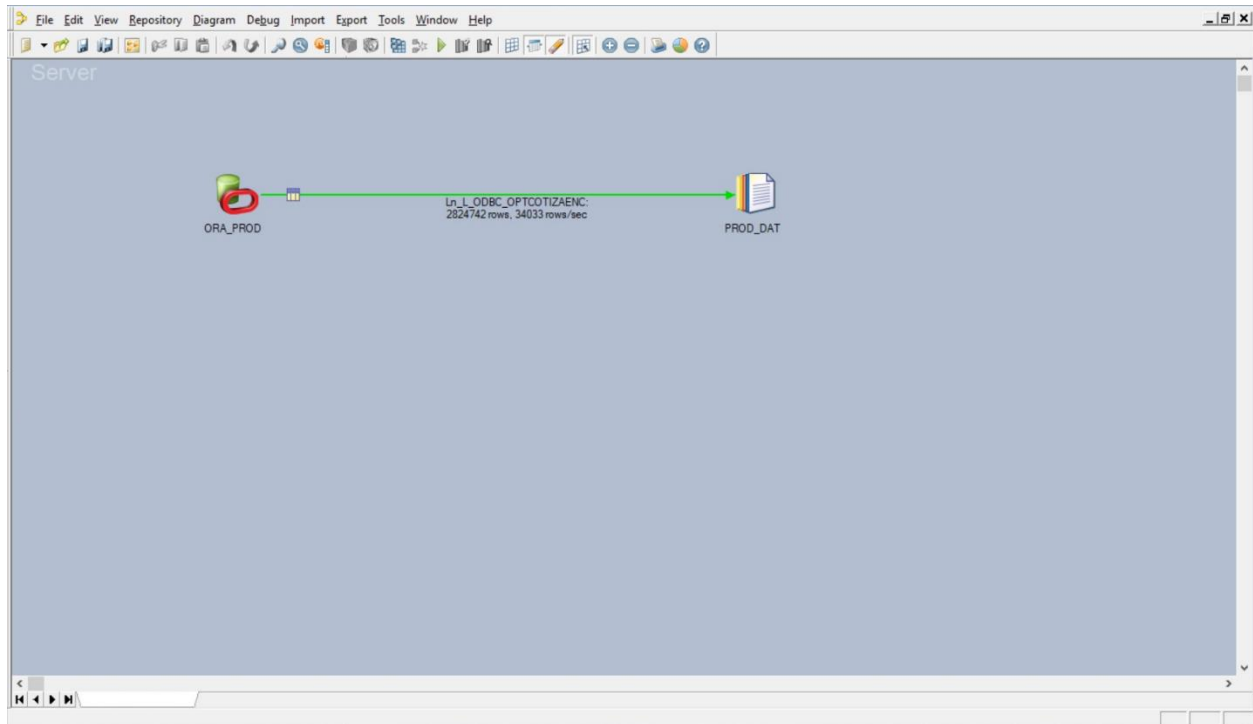 File Edit View Repository Diagram Debug Import Export Tools Window Help
Server
Ln_L_ODBC_OPTCOTIZAENC:
2824742 rows, 34033 rows/sec
ORA_PROD
PROD_DAT